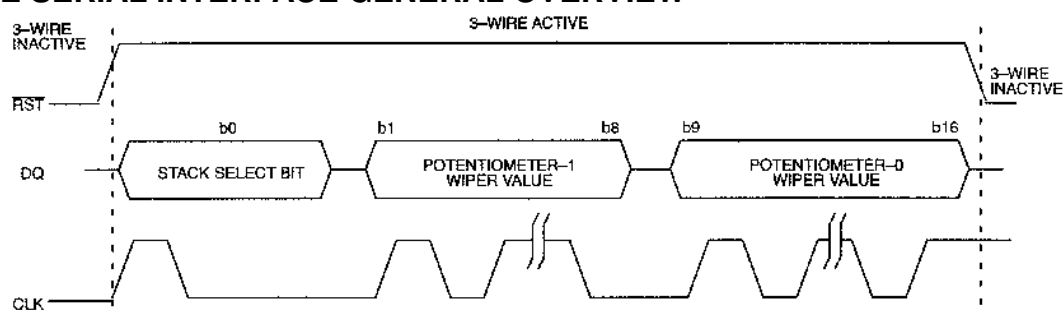 3–WIRE ACTIVE
3–WIRE
INACTIVE
3–WIRE
INACTIVE
RST
b0
b1
b8
b9
b16
DQ
STACK SELECT BIT
POTENTIOMETER–1
WIPER VALUE
POTENTIOMETER–0
WIPER VALUE
CLK